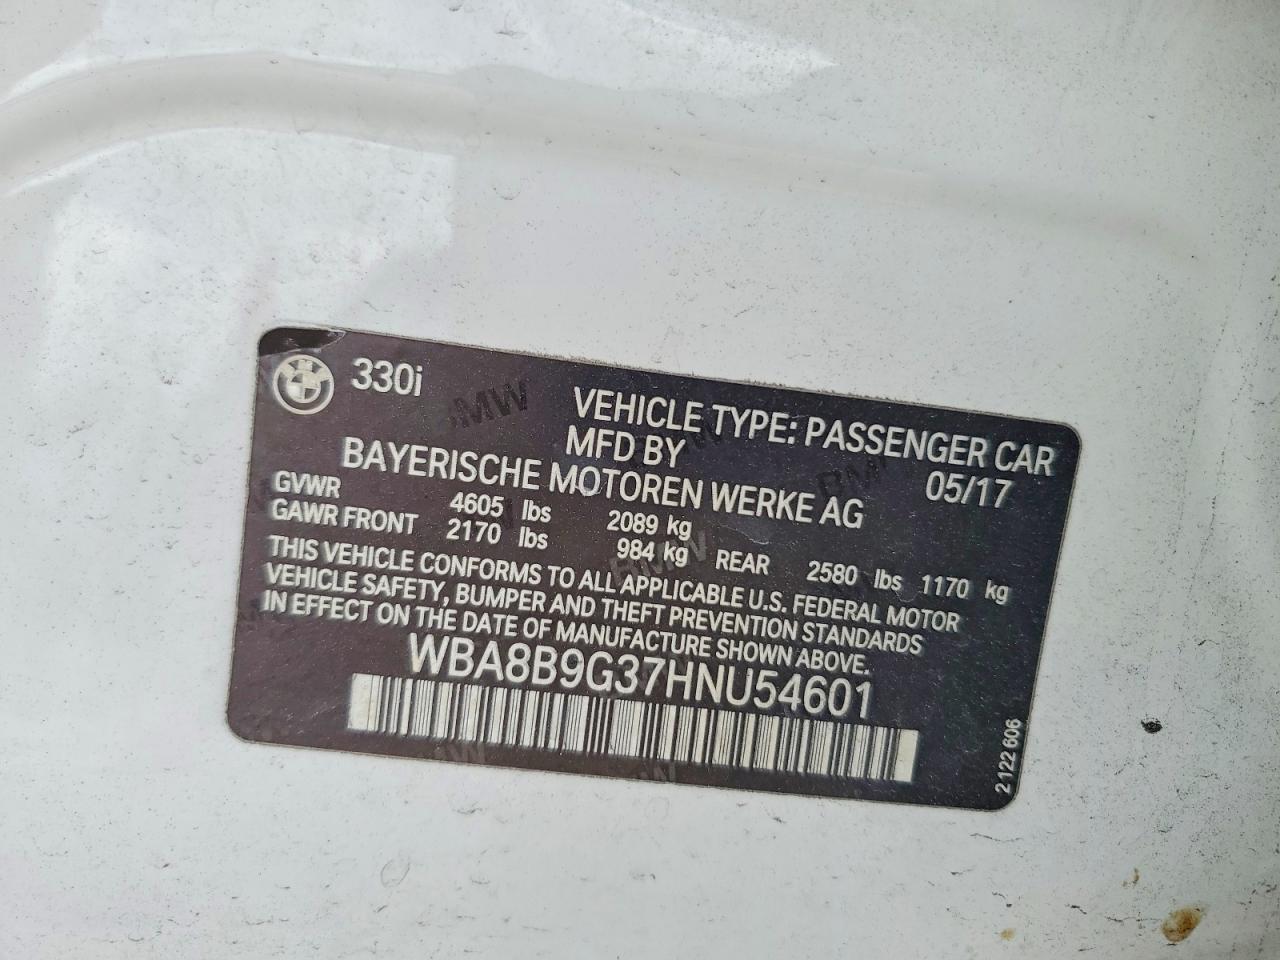 330i
VEHICLE TYPE: PASSENGER CAR
MFD BY
BAYERISCHE MOTOREN WERKE AG 05/17
GVWR 4605 lbs 2089 kg
GAWR FRONT 2170 lbs 984 kg REAR 2580 lbs 1170 kg
THIS VEHICLE CONFORMS TO ALL APPLICABLE U.S. FEDERAL MOTOR
VEHICLE SAFETY, BUMPER AND THEFT PREVENTION STANDARDS
IN EFFECT ON THE DATE OF MANUFACTURE SHOWN ABOVE.
WBA8B9G37HNU54601
2 122 606